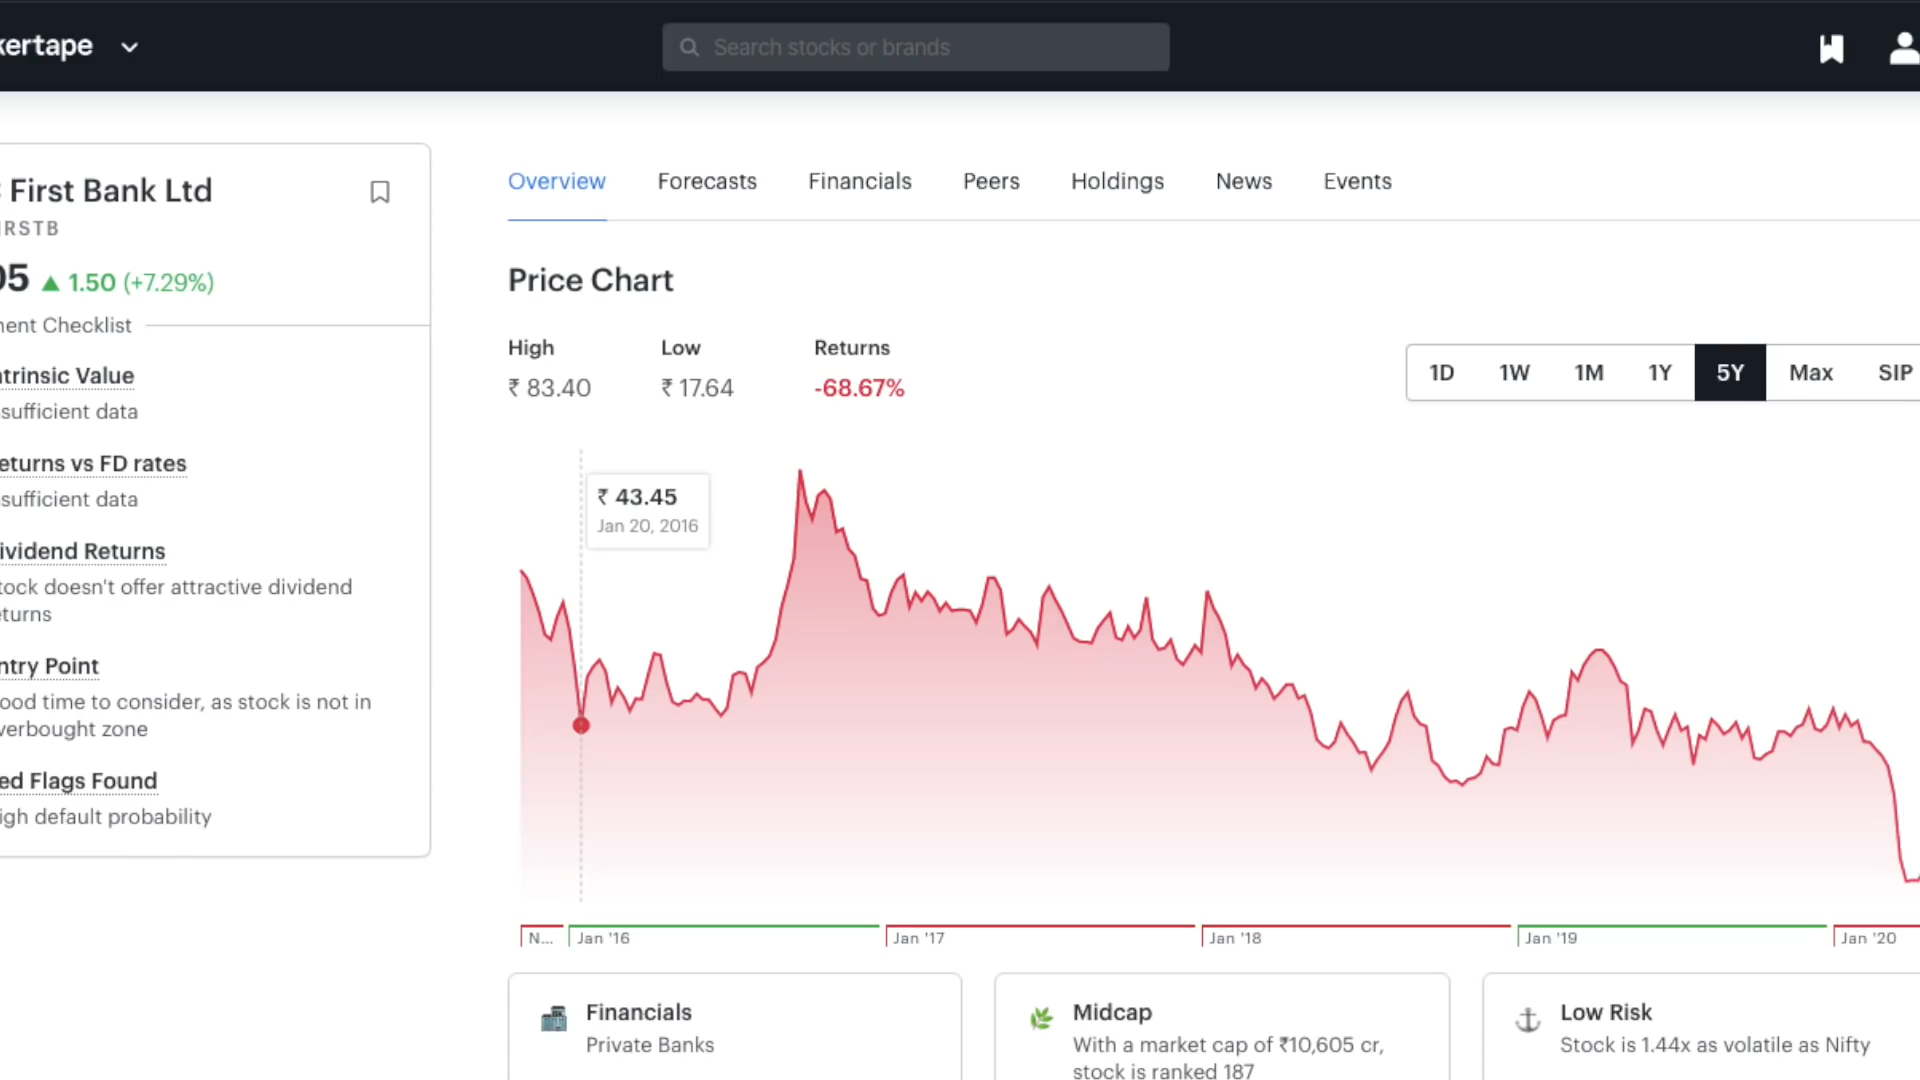 kertape
Search stocks or brands
First Bank Ltd
IRSTB
05 ▲ 1.50 (+7.29%)
ent Checklist
ntrinsic Value
sufficient data
eturns vs FD rates
sufficient data
ividend Returns
tock doesn't offer attractive dividend
eturns
ntry Point
ood time to consider, as stock is not in
verbought zone
ed Flags Found
igh default probability
Overview Forecasts Financials Peers Holdings News Events
Price Chart
High Low Returns
₹ 83.40 ₹ 17.64 -68.67%
1D 1W 1M 1Y 5Y Max SIP
₹ 43.45
Jan 20, 2016
N... Jan '16 Jan '17 Jan '18 Jan '19 Jan '20
Financials
Private Banks
Midcap
With a market cap of ₹10,605 cr,
stock is ranked 187
Low Risk
Stock is 1.44x as volatile as Nifty